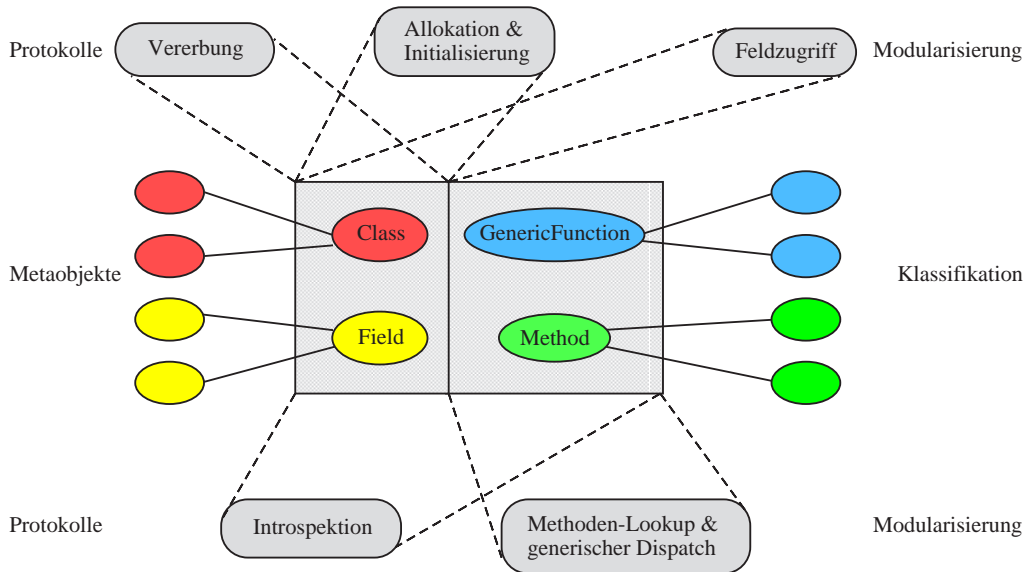 Protokolle
Vererbung
Allokation &
Initialisierung
Feldzugriff
Modularisierung
Class
GenericFunction
Metaobjekte
Klassifikation
Field
Method
Protokolle
Introspektion
Methoden-Lookup &
generischer Dispatch
Modularisierung